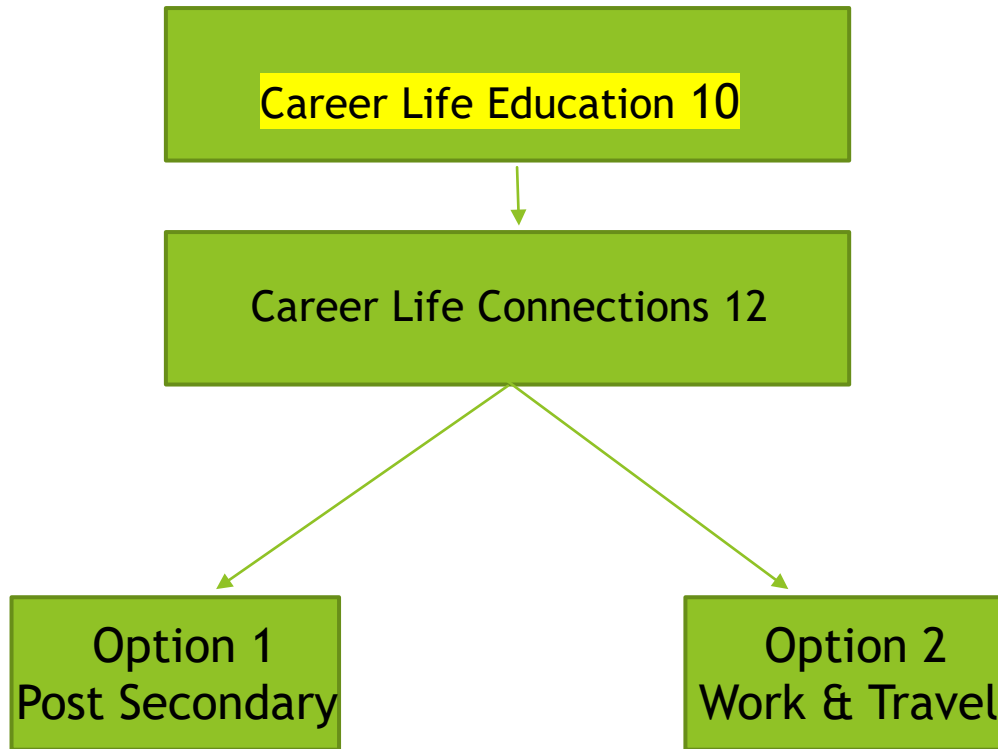 Career Life Education 10
Career Life Connections 12
Option 1
Post Secondary
Option 2
Work & Travel